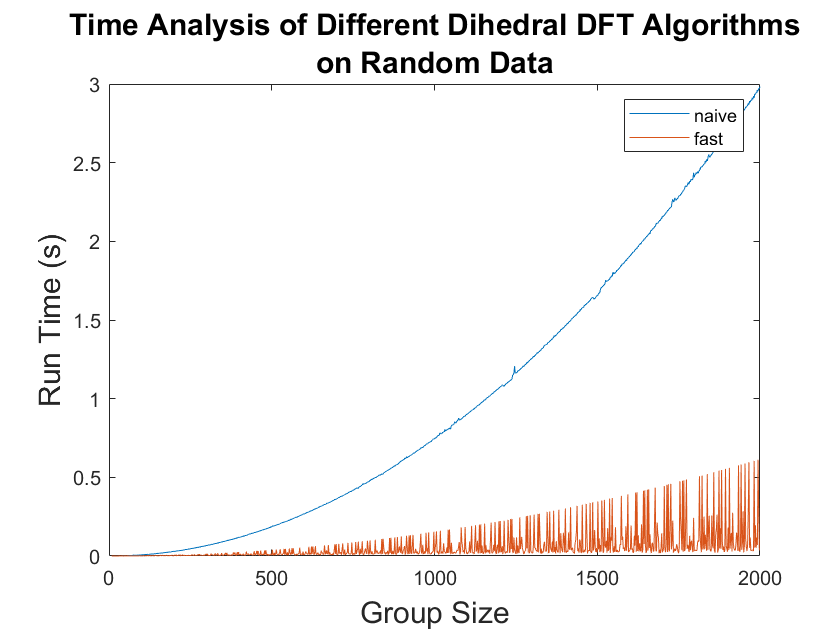 Time Analysis of Different Dihedral DFT Algorithms
on Random Data
3
2.5
2
1.5
1
0.5
0
Run Time (s)
naive
fast
0 500 1000 1500 2000
Group Size